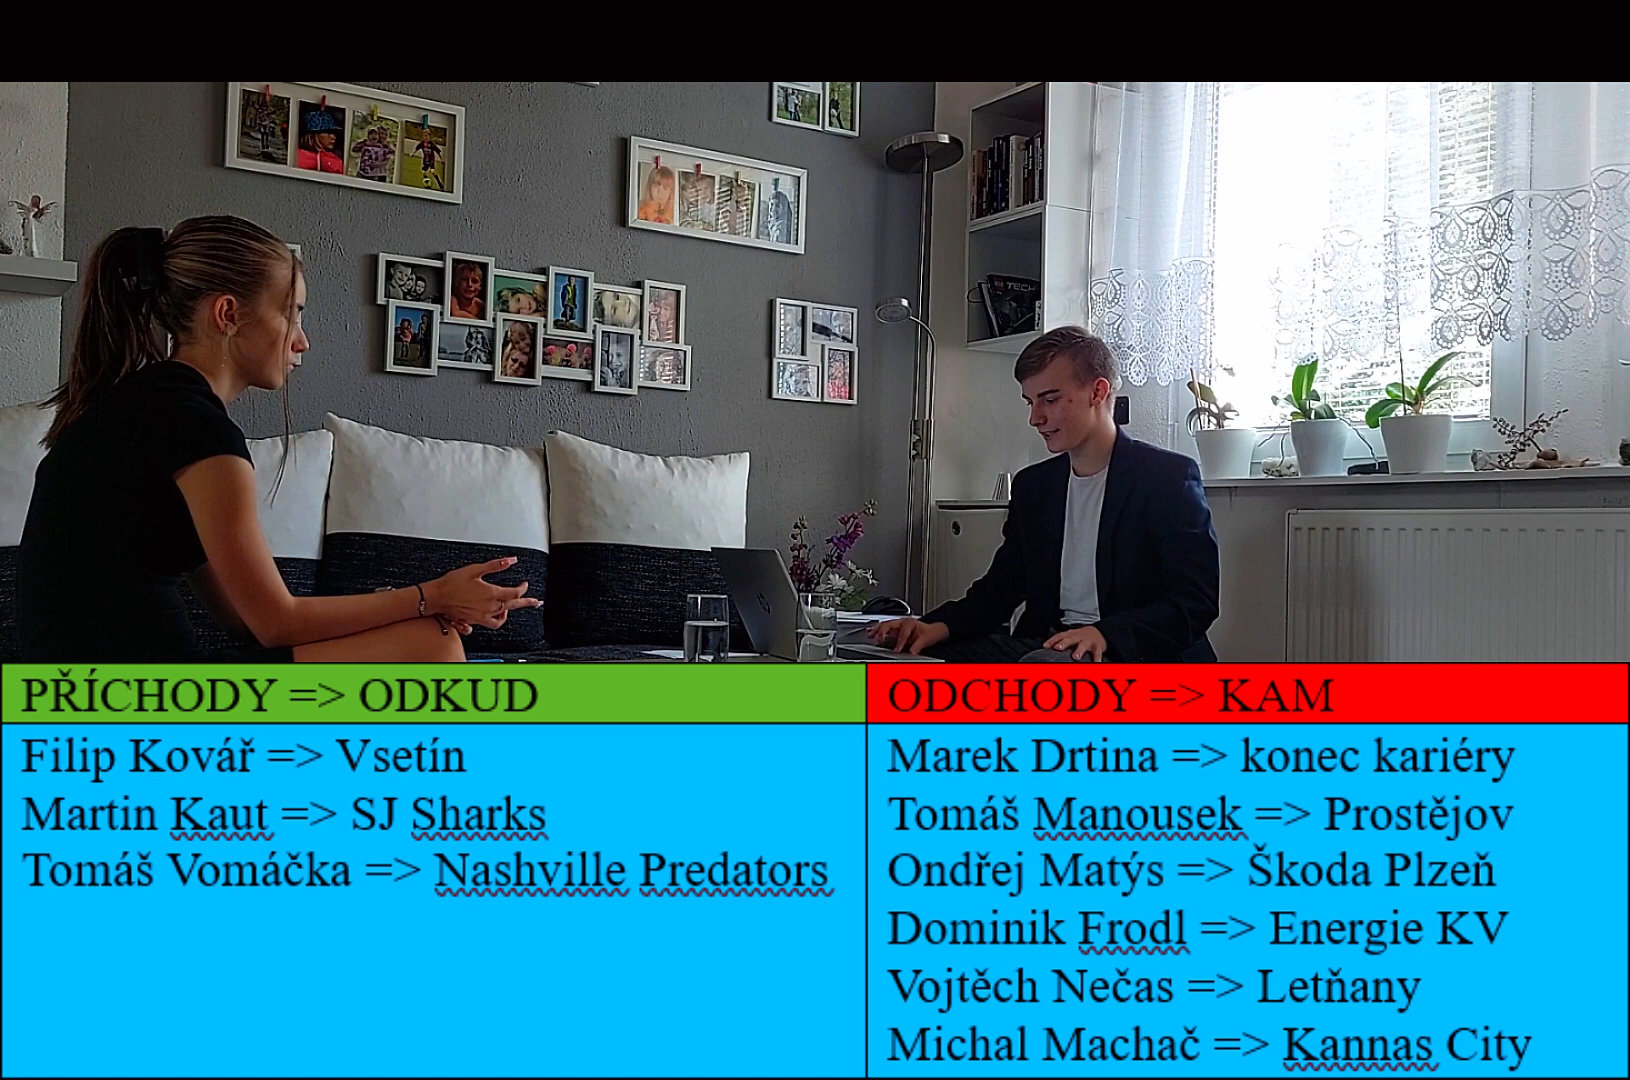 TECH
PŘÍCHODY => ODKUD
Filip Kovář => Vsetín
Martin Kaut => SJ Sharks
Tomáš Vomáčka => Nashville Predators
ODCHODY => KAM
Marek Drtina => konec kariéry
Tomáš Manousek => Prostějov
Ondřej Matýs => Škoda Plzeň
Dominik Frodl => Energie KV
Vojtěch Nečas => Letňany
Michal Machač => Kannas City